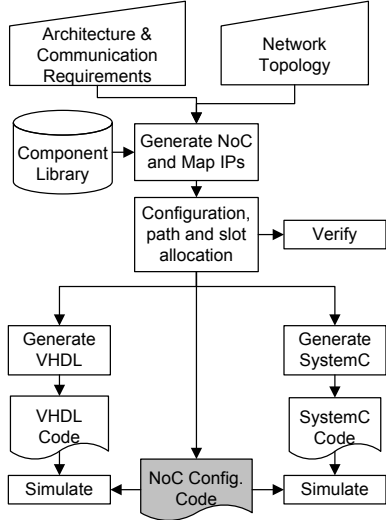 Architecture &
Communication
Requirements
Network
Topology
Component
Library
Generate NoC
and Map IPs
Configuration,
path and slot
allocation
Verify
Generate
VHDL
Generate
SystemC
VHDL
Code
SystemC
Code
Simulate
NoC Config.
Code
Simulate